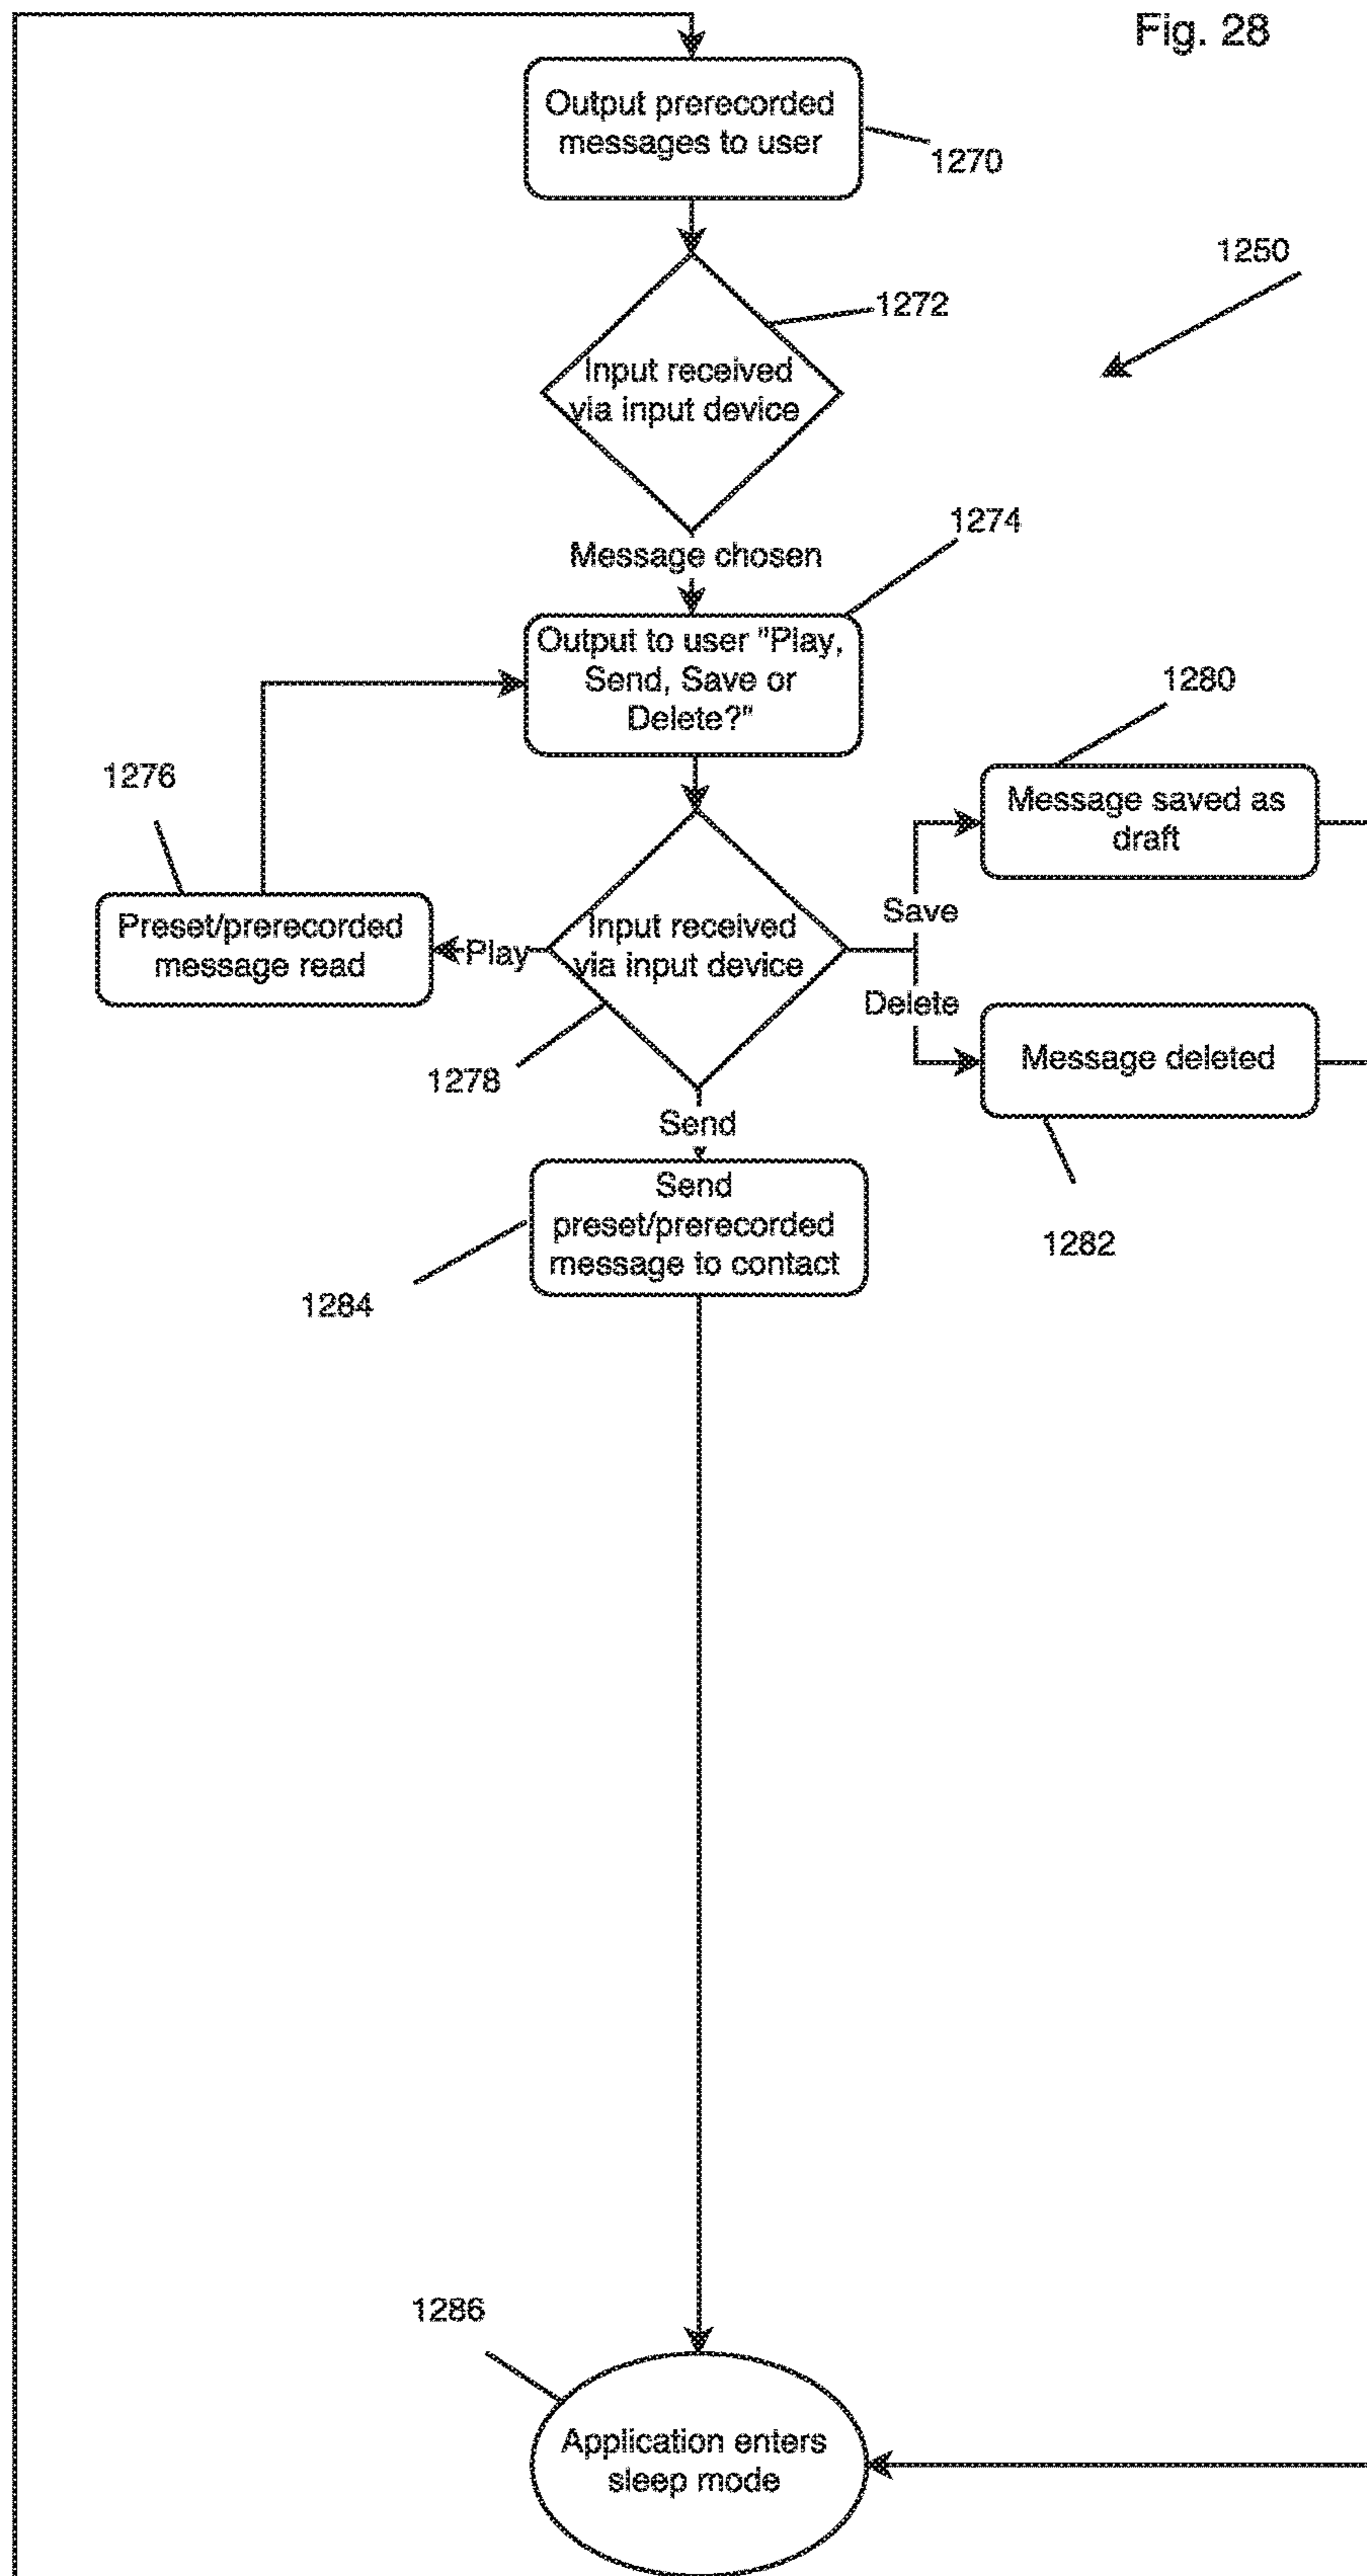 Fig. 28
Output prerecorded
messages to user
1270
1250
1272
Input received
via input device
1274
Message chosen
Output to user "Play,
Send, Save or
Delete?"
1280
1276
Message saved as
draft
Save
Preset/prerecorded
message read
Play
Input received
via input device
Delete
Message deleted
1278
Send
1282
Send
preset/prerecorded
message to contact
1284
1286
Application enters
sleep mode